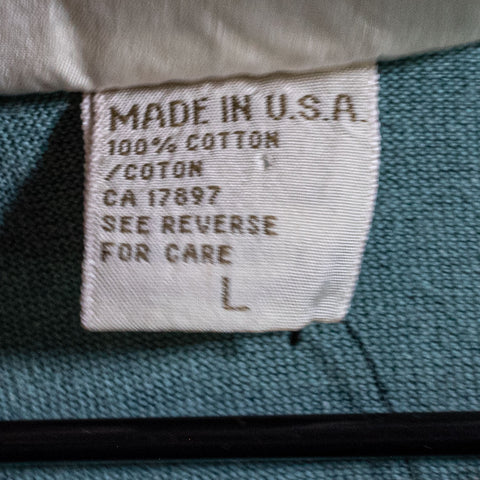 MADE IN U.S.A.
100% COTTON
/COTON
CA 17897
SEE REVERSE
FOR CARE
L